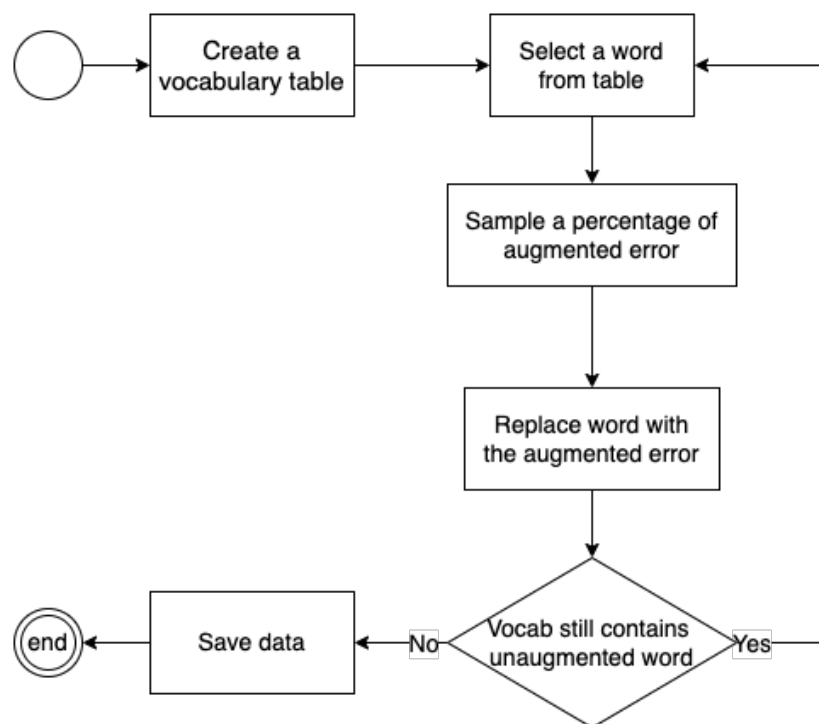 Create a
vocabulary table
Select a word
from table
Sample a percentage of
augmented error
Replace word with
the augmented error
Vocab still contains
unaugmented word
Yes
No
Save data
end